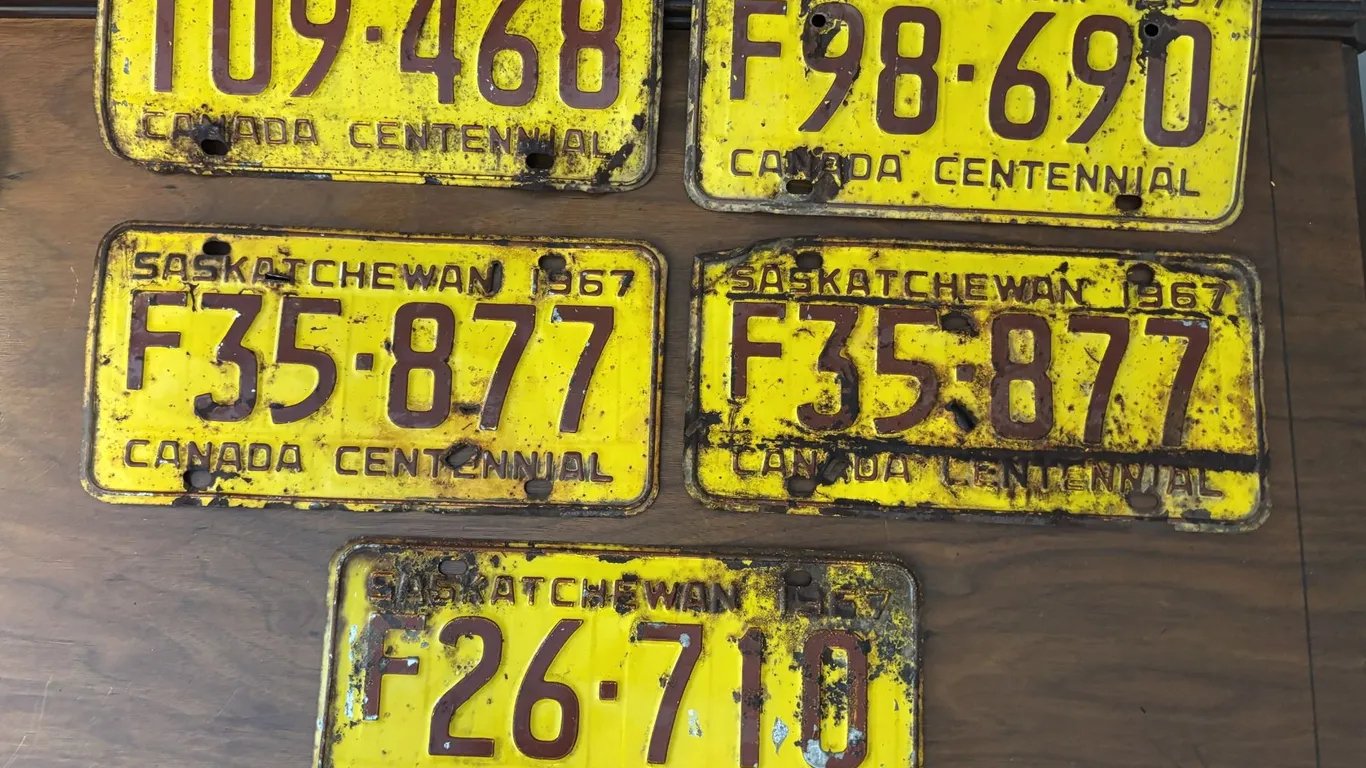 109·468
CANADA CENTENNIAL
F98·690
CANADA CENTENNIAL
SASKATCHEWAN 1967
F35·877
CANADA CENTENNIAL
SASKATCHEWAN 1967
F35·877
CANADA CENTENNIAL
SASKATCHEWAN 1967
F26·710